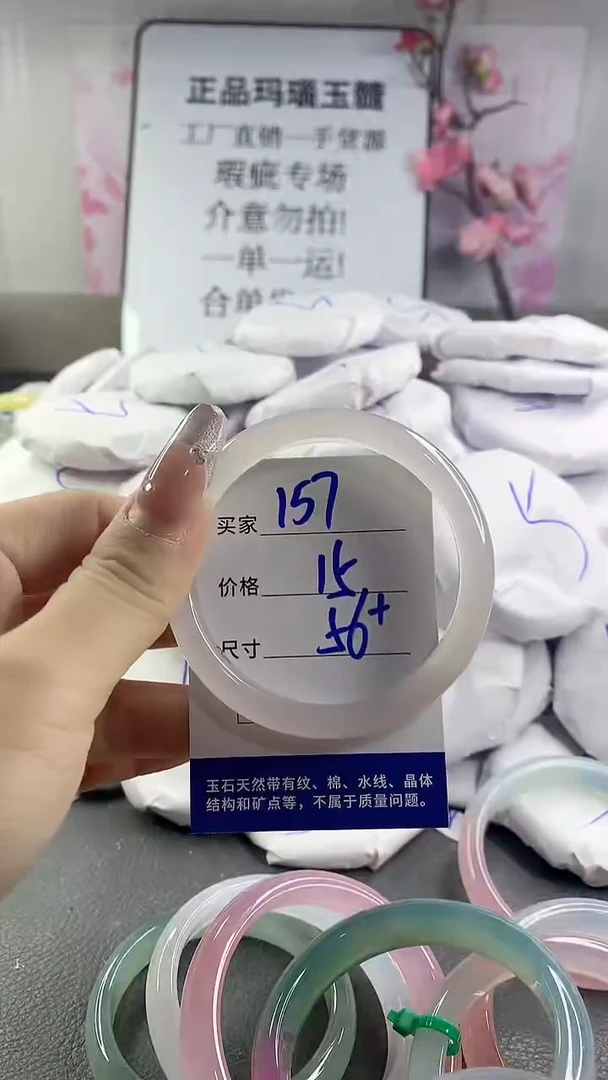 正品玛瑙玉髓
工厂直销一手货源
瑕疵专场
介意勿拍!
一单一运!
合单
买家 157
价格 15
尺寸 56+
玉石天然带有纹、棉、水线、晶体
结构和矿点等，不属于质量问题。